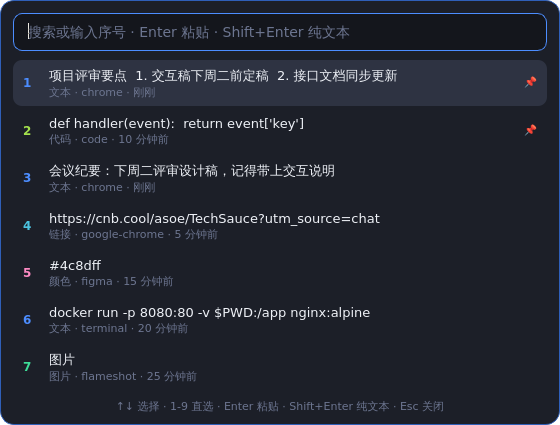 搜索或输入序号 · Enter 粘贴 · Shift+Enter 纯文本
1 项目评审要点  1. 交互稿下周二前定稿  2. 接口文档同步更新
文本 · chrome · 刚刚
2 def handler(event):  return event['key']
代码 · code · 10 分钟前
3 会议纪要：下周二评审设计稿，记得带上交互说明
文本 · chrome · 刚刚
4 https://cnb.cool/asoe/TechSauce?utm_source=chat
链接 · google-chrome · 5 分钟前
5 #4c8dff
颜色 · figma · 15 分钟前
6 docker run -p 8080:80 -v $PWD:/app nginx:alpine
文本 · terminal · 20 分钟前
7 图片
图片 · flameshot · 25 分钟前
↑↓ 选择 · 1-9 直选 · Enter 粘贴 · Shift+Enter 纯文本 · Esc 关闭